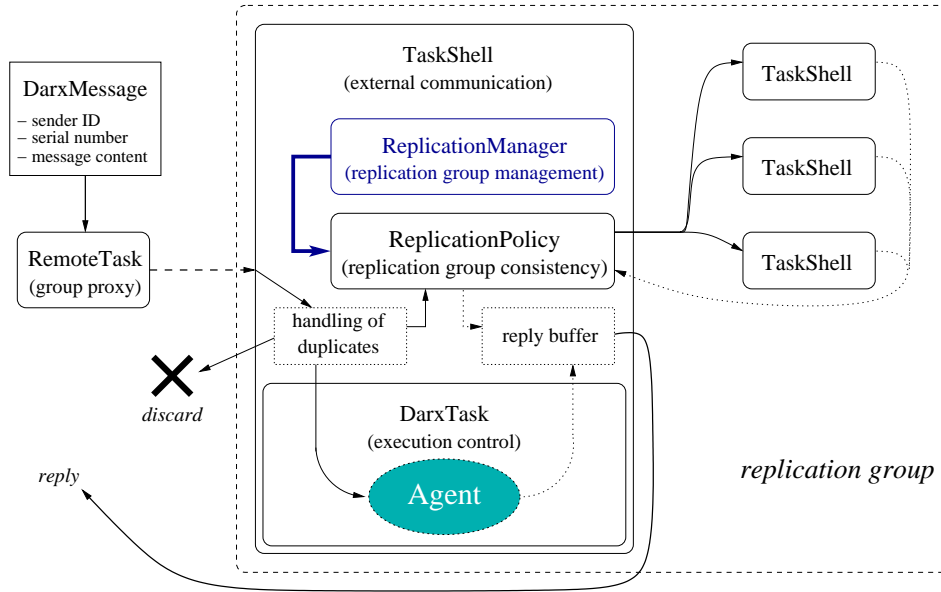 DarxMessage
– sender ID
– serial number
– message content
RemoteTask
(group proxy)
TaskShell
(external communication)
ReplicationManager
(replication group management)
ReplicationPolicy
(replication group consistency)
handling of
duplicates
reply buffer
discard
DarxTask
(execution control)
Agent
reply
TaskShell
TaskShell
TaskShell
replication group